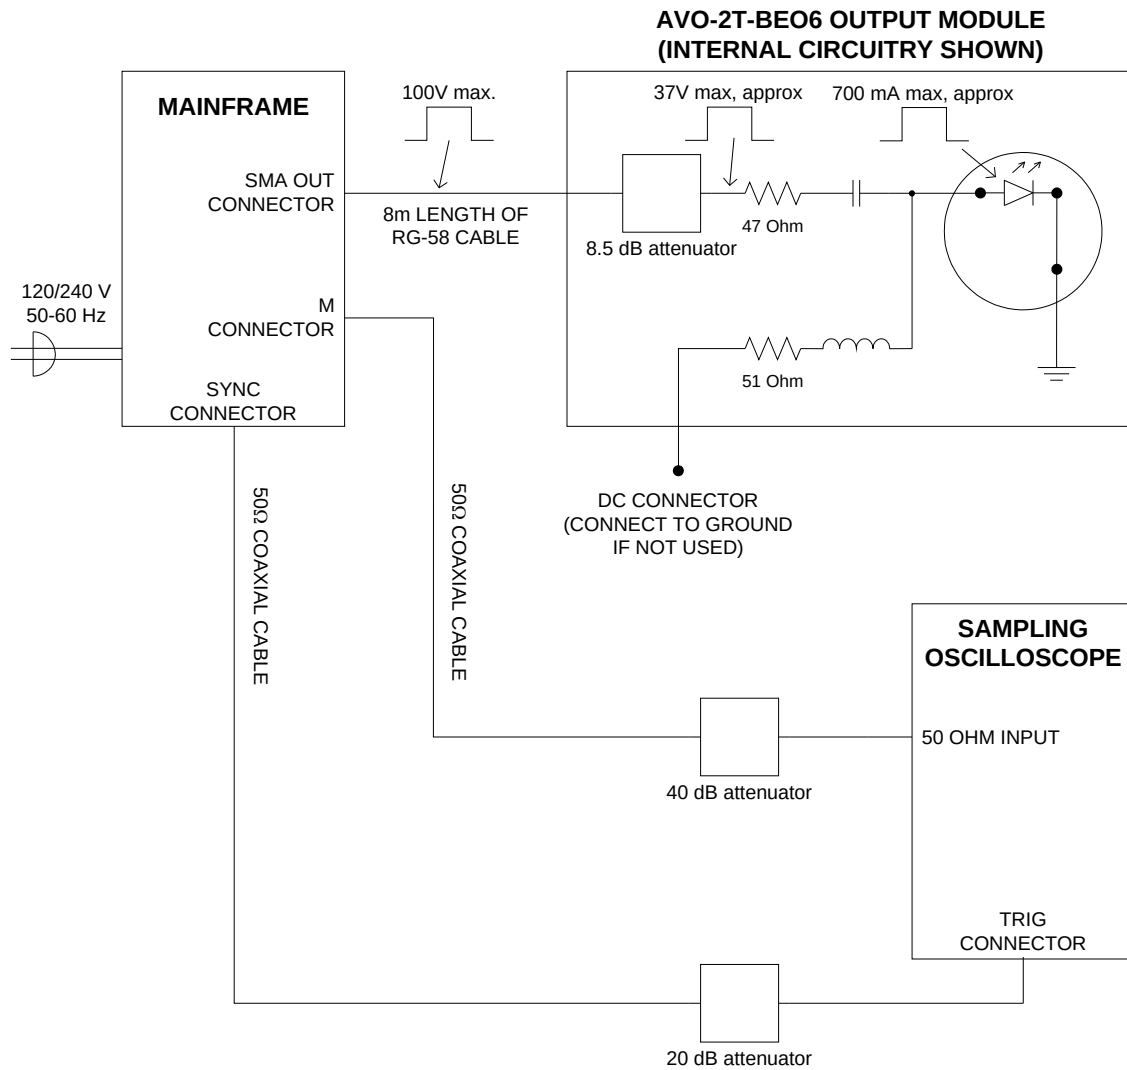 AVO-2T-BEO6 OUTPUT MODULE
(INTERNAL CIRCUITRY SHOWN)
MAINFRAME
100V max.
37V max, approx
700 mA max, approx
SMA OUT
CONNECTOR
8m LENGTH OF
RG-58 CABLE
47 Ohm
8.5 dB attenuator
120/240 V
50-60 Hz
M
CONNECTOR
51 Ohm
SYNC
CONNECTOR
50Ω COAXIAL CABLE
50Ω COAXIAL CABLE
DC CONNECTOR
(CONNECT TO GROUND
IF NOT USED)
SAMPLING
OSCILLOSCOPE
50 OHM INPUT
40 dB attenuator
TRIG
CONNECTOR
20 dB attenuator